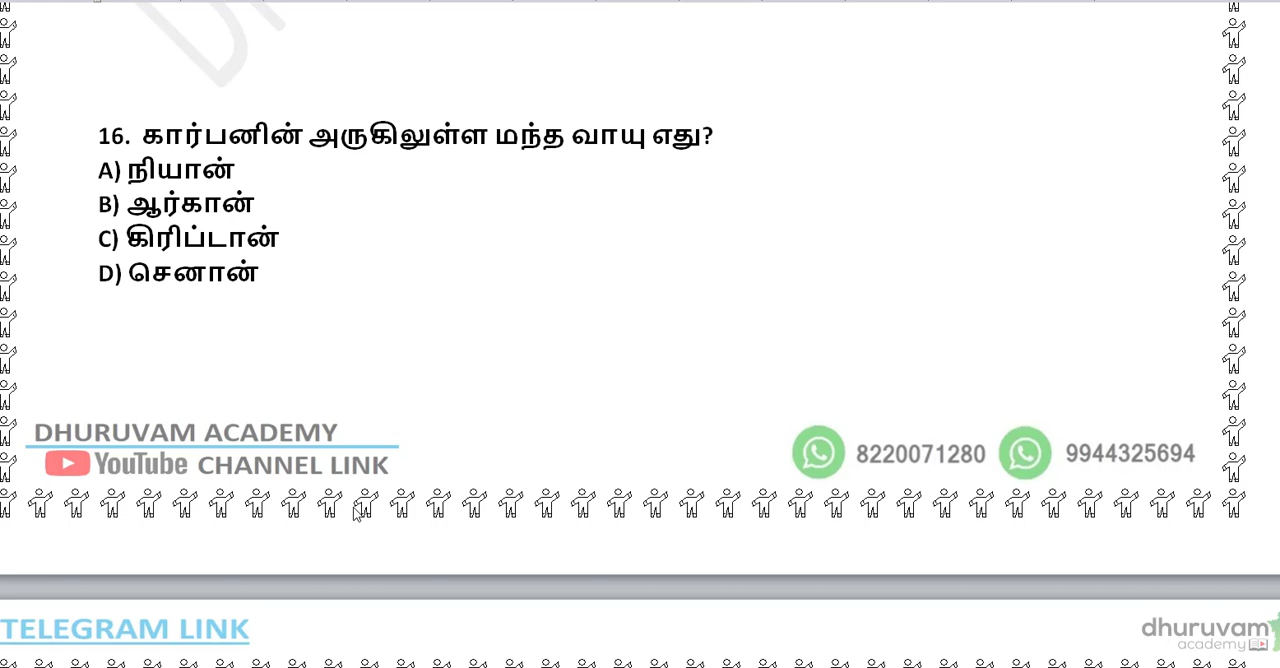 16. கார்பனின் அருகிலுள்ள மந்த வாயு எது?
A) நியான்
B) ஆர்கான்
C) கிரிப்டான்
D) செனான்
DHURUVAM ACADEMY
YouTube CHANNEL LINK
8220071280 9944325694
TELEGRAM LINK
dhuruvam
academy